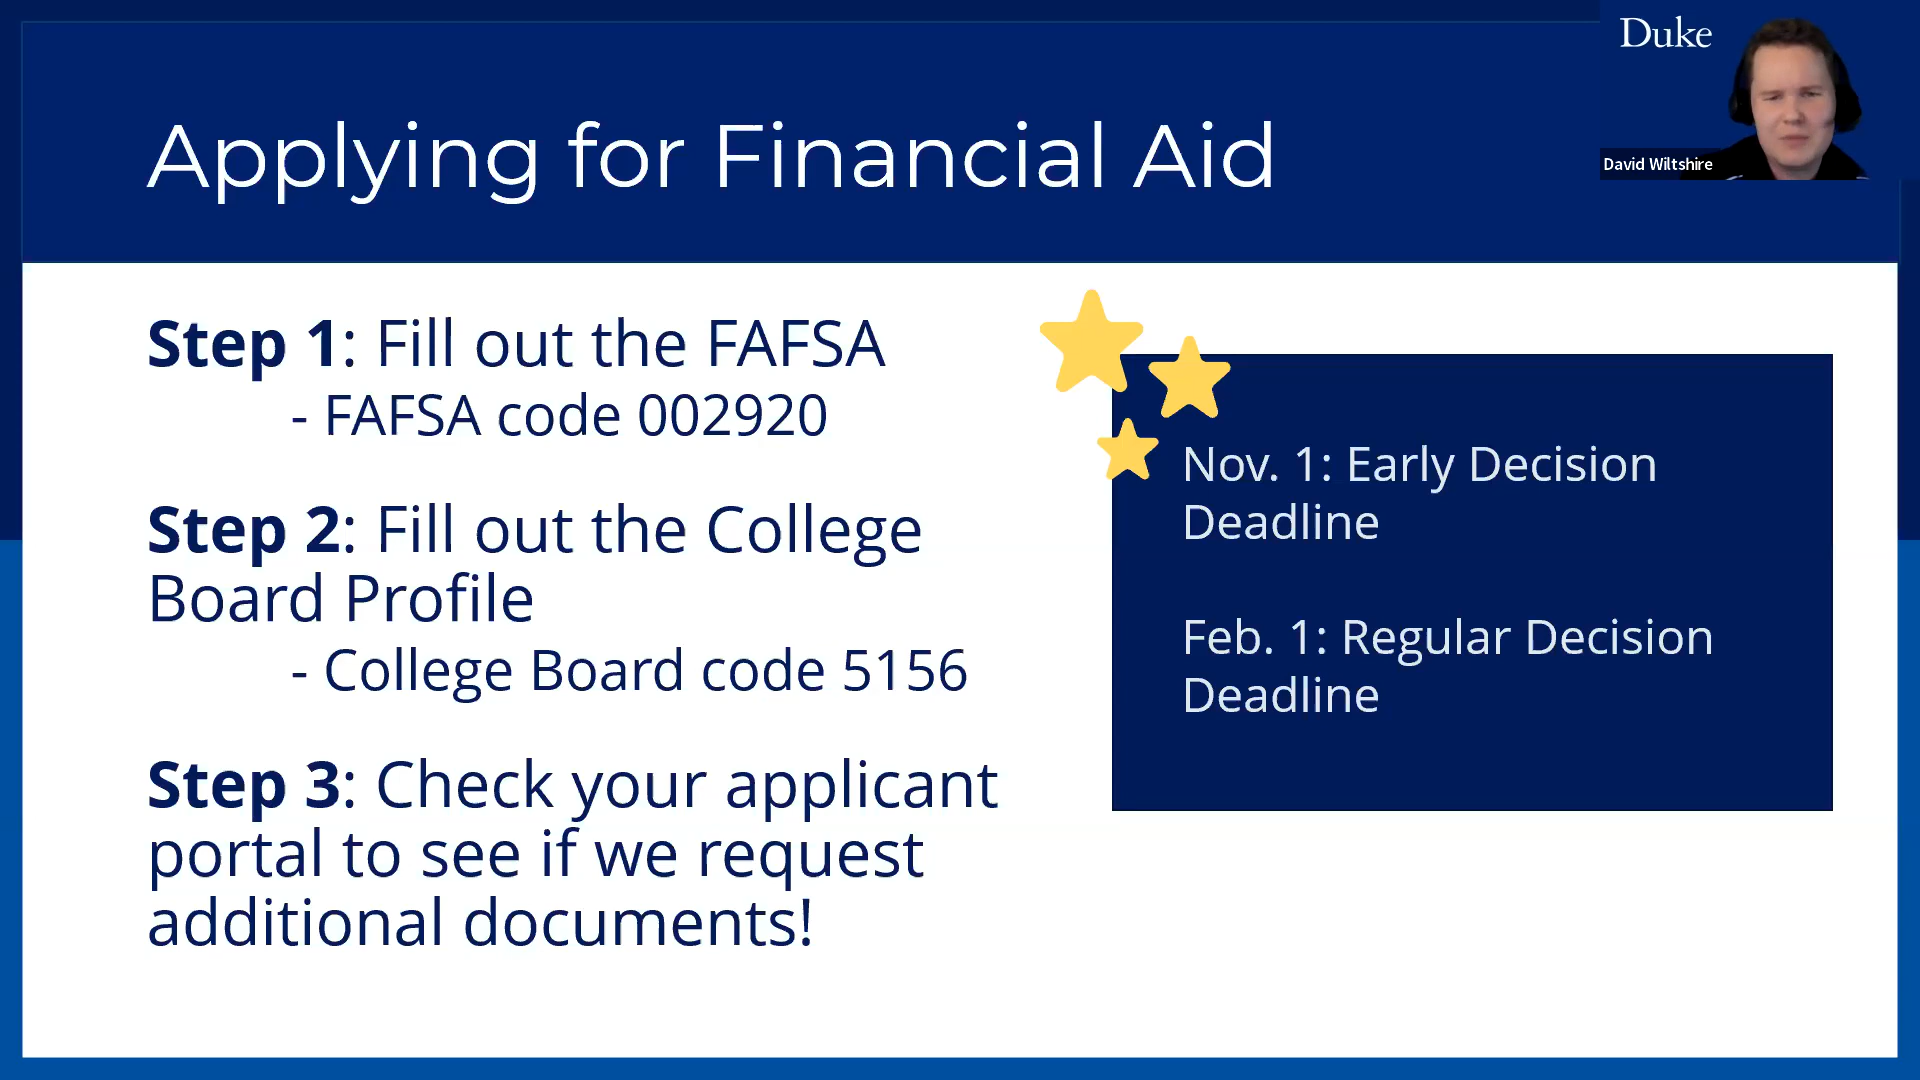 Duke
David Wiltshire
Applying for Financial Aid
Step 1: Fill out the FAFSA
- FAFSA code 002920
Step 2: Fill out the College
Board Profile
- College Board code 5156
Step 3: Check your applicant
portal to see if we request
additional documents!
Nov. 1: Early Decision
Deadline
Feb. 1: Regular Decision
Deadline